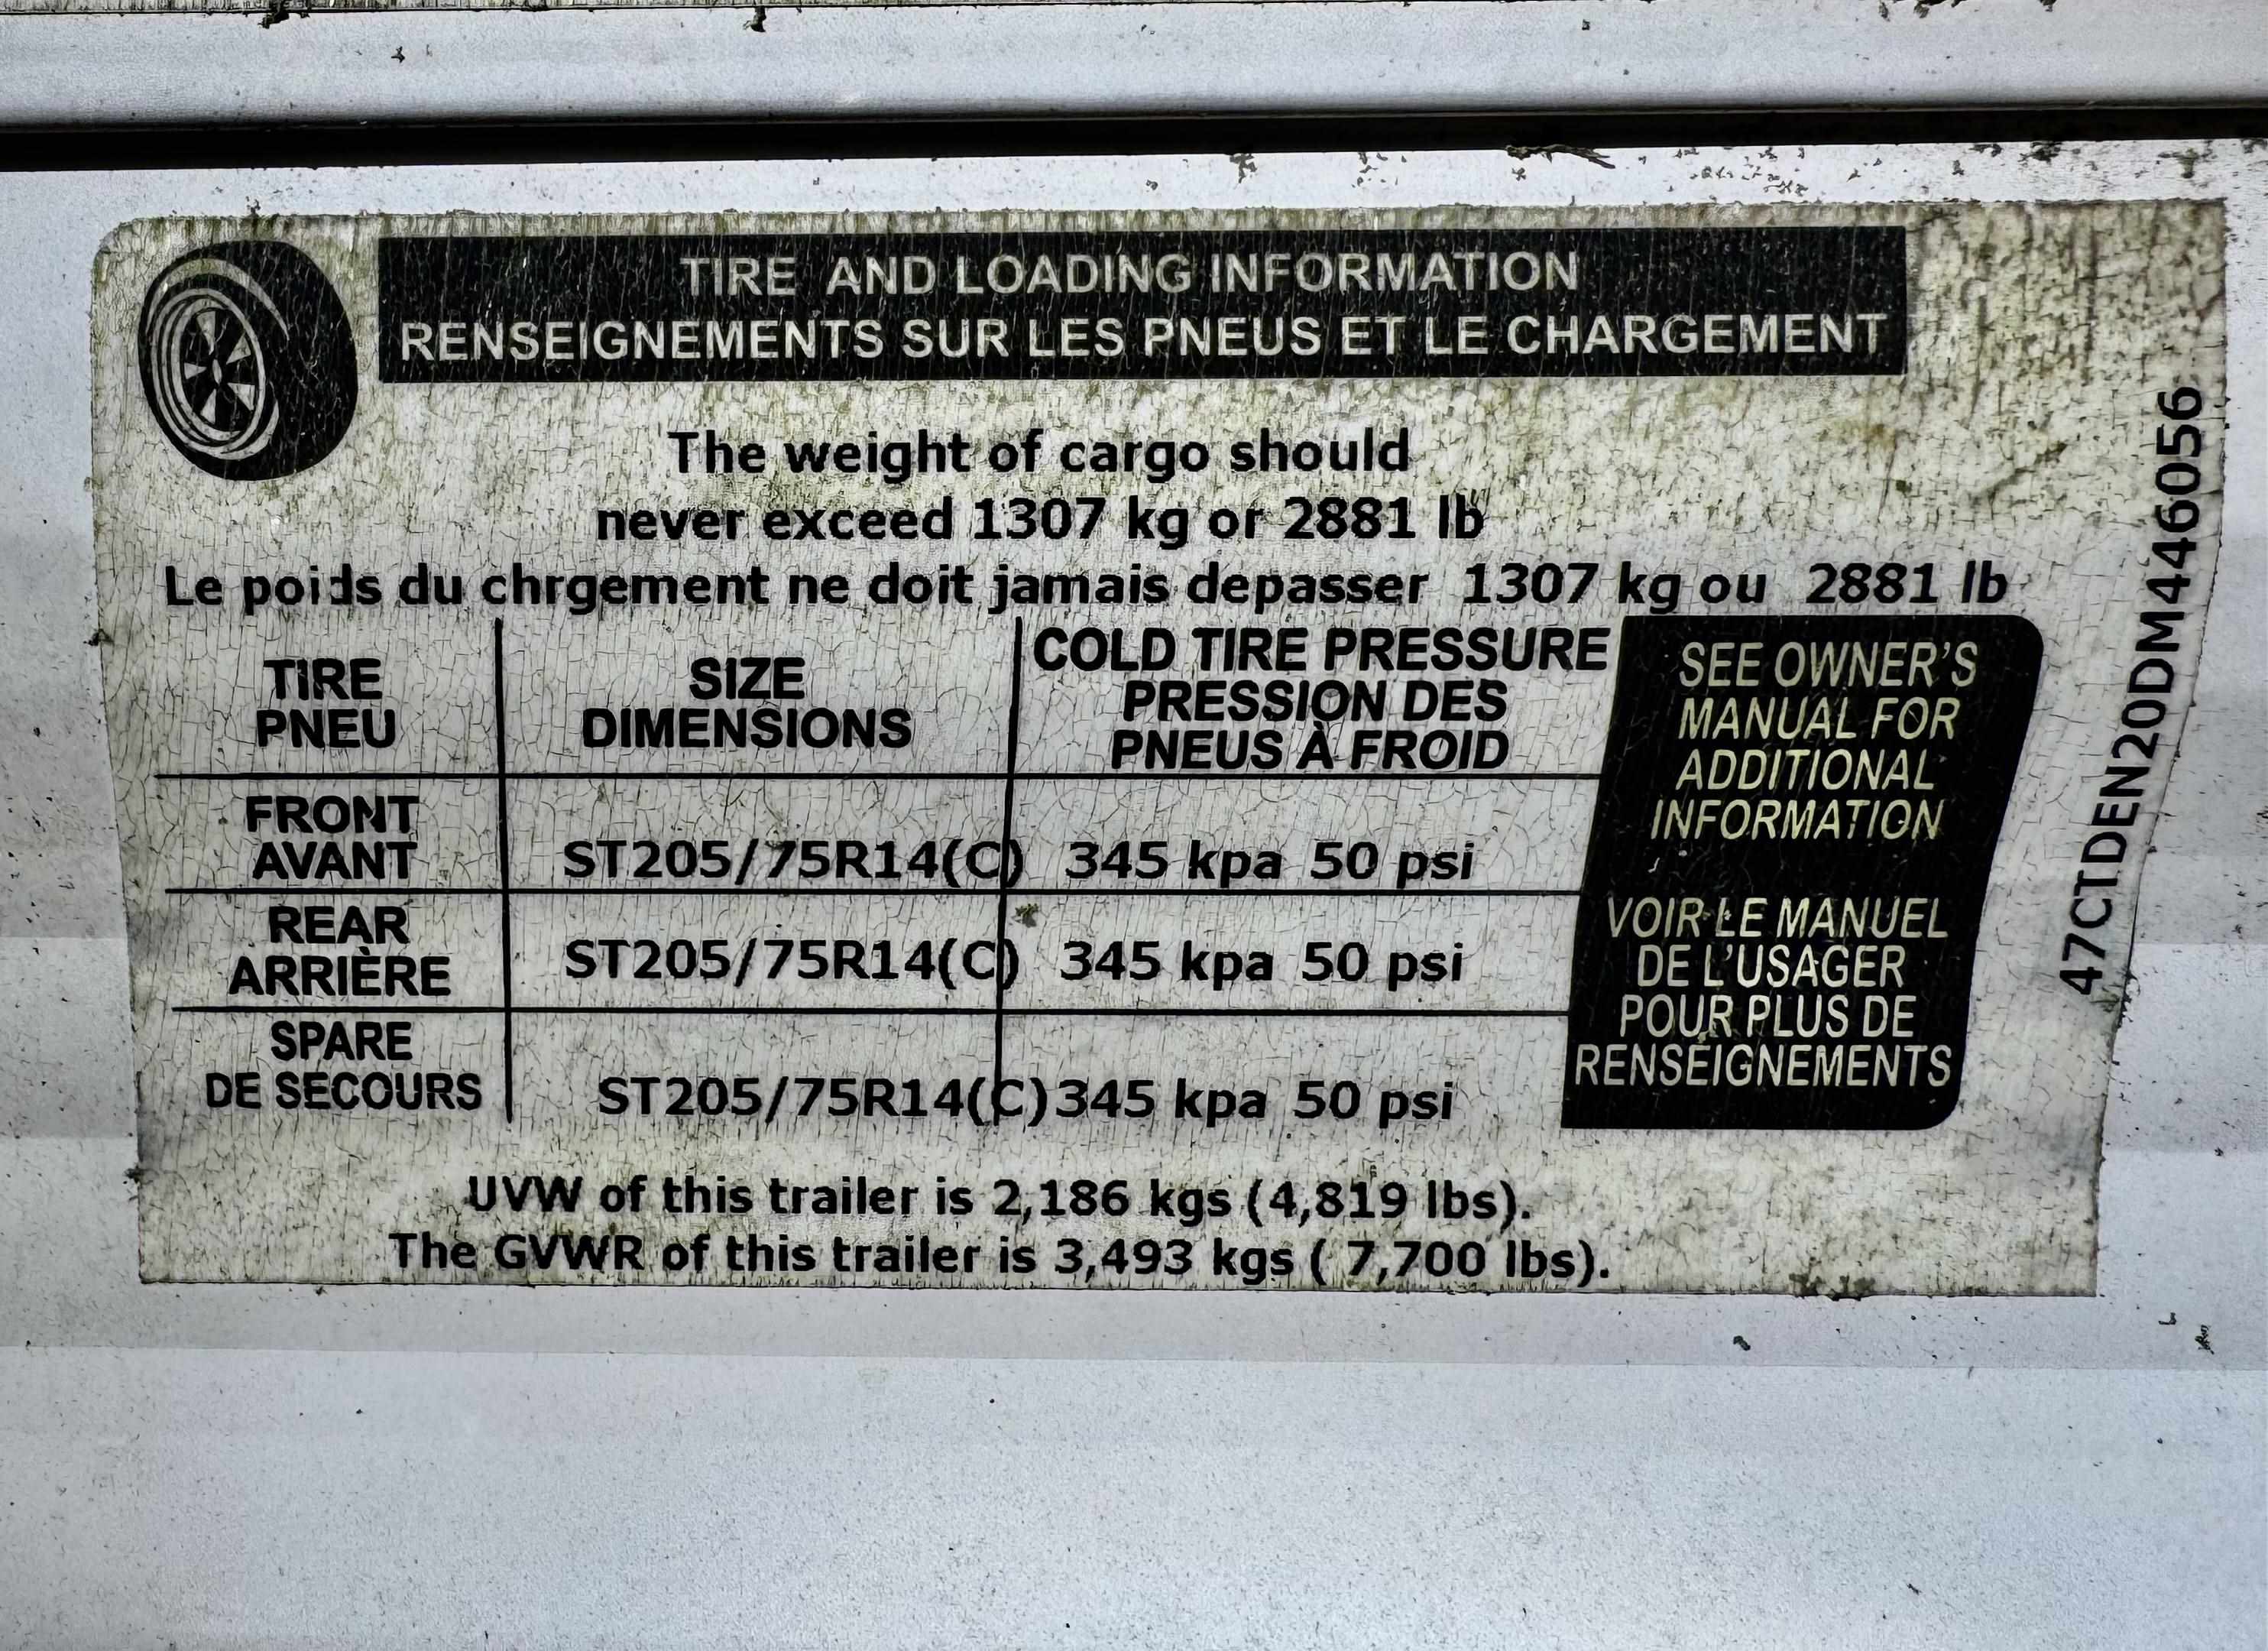 TIRE AND LOADING INFORMATION
RENSEIGNEMENTS SUR LES PNEUS ET LE CHARGEMENT
The weight of cargo should
never exceed 1307 kg or 2881 lb
Le poids du chrgement ne doit jamais depasser 1307 kg ou 2881 lb
TIRE
PNEU
SIZE
DIMENSIONS
COLD TIRE PRESSURE
PRESSION DES
PNEUS À FROID
FRONT
AVANT
ST205/75R14(C) 345 kpa 50 psi
REAR
ARRIÈRE
ST205/75R14(C) 345 kpa 50 psi
SPARE
DE SECOURS
ST205/75R14(C) 345 kpa 50 psi
SEE OWNER'S
MANUAL FOR
ADDITIONAL
INFORMATION
VOIR LE MANUEL
DE L'USAGER
POUR PLUS DE
RENSEIGNEMENTS
UVW of this trailer is 2,186 kgs (4,819 lbs).
The GVWR of this trailer is 3,493 kgs ( 7,700 lbs).
47CTDEN20DM446056